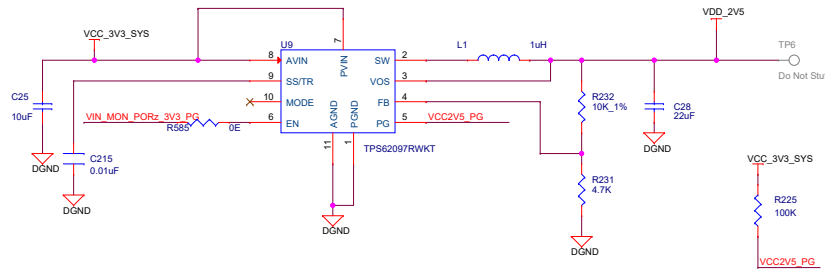 VDD_2V5
VCC_3V3_SYS
U9
7
L1
1uH
TP6
8
AVIN
PVIN
SW
2
9
SS/TR
VOS
3
Do Not Stu
10
MODE
FB
4
C25
10uF
R232
10K_1%
C28
22uF
VIN_MON_PORz_3V3_PG
6
EN
AGND
PGND
PG
5
VCC2V5_PG
R585
0E
11
1
TPS62097RWKT
DGND
C215
0.01uF
DGND
VCC_3V3_SYS
R231
4.7K
DGND
R225
100K
DGND
DGND
VCC2V5_PG